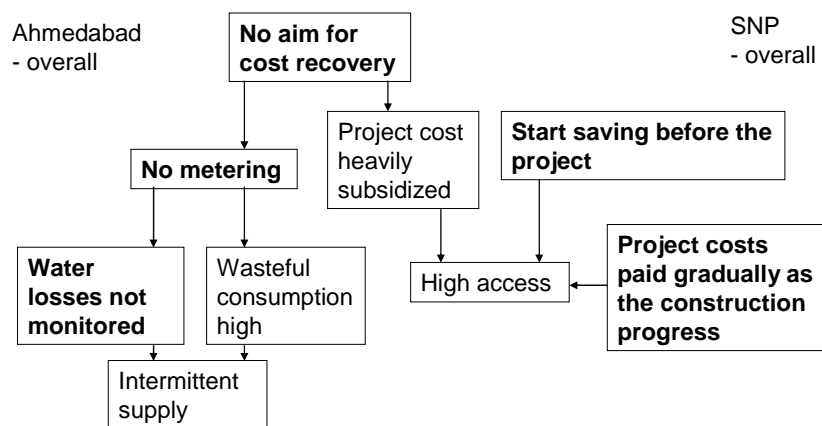 Ahmedabad
- overall
No aim for
cost recovery
SNP
- overall
Project cost
heavily
subsidized
Start saving before the
project
No metering
Water
losses not
monitored
Wasteful
consumption
high
High access
Project costs
paid gradually as
the construction
progress
Intermittent
supply